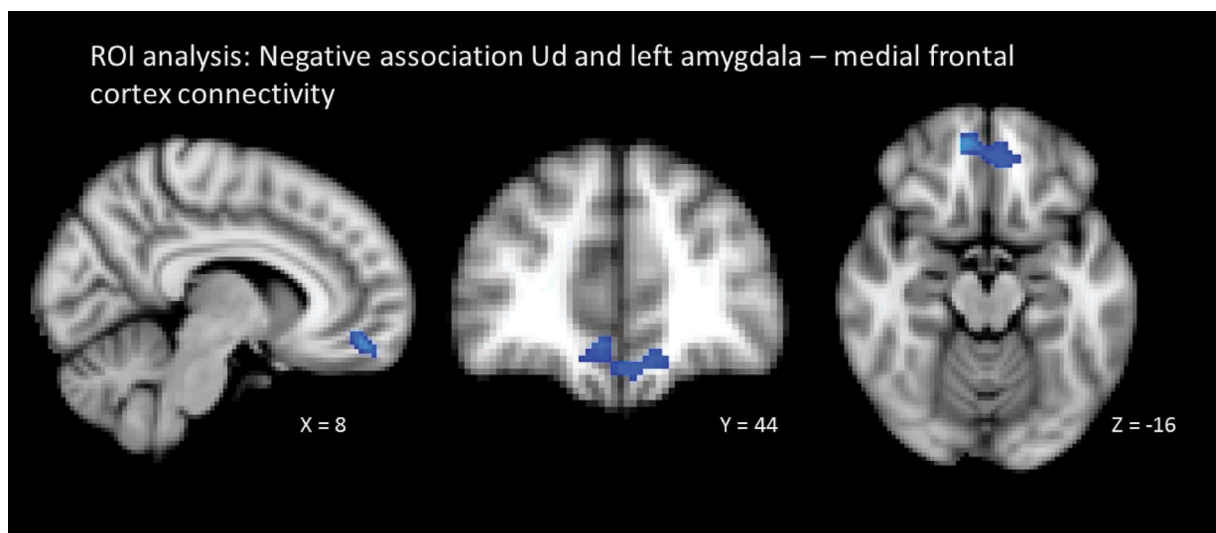 ROI analysis: Negative association Ud and left amygdala – medial frontal
cortex connectivity
X = 8
Y = 44
Z = -16